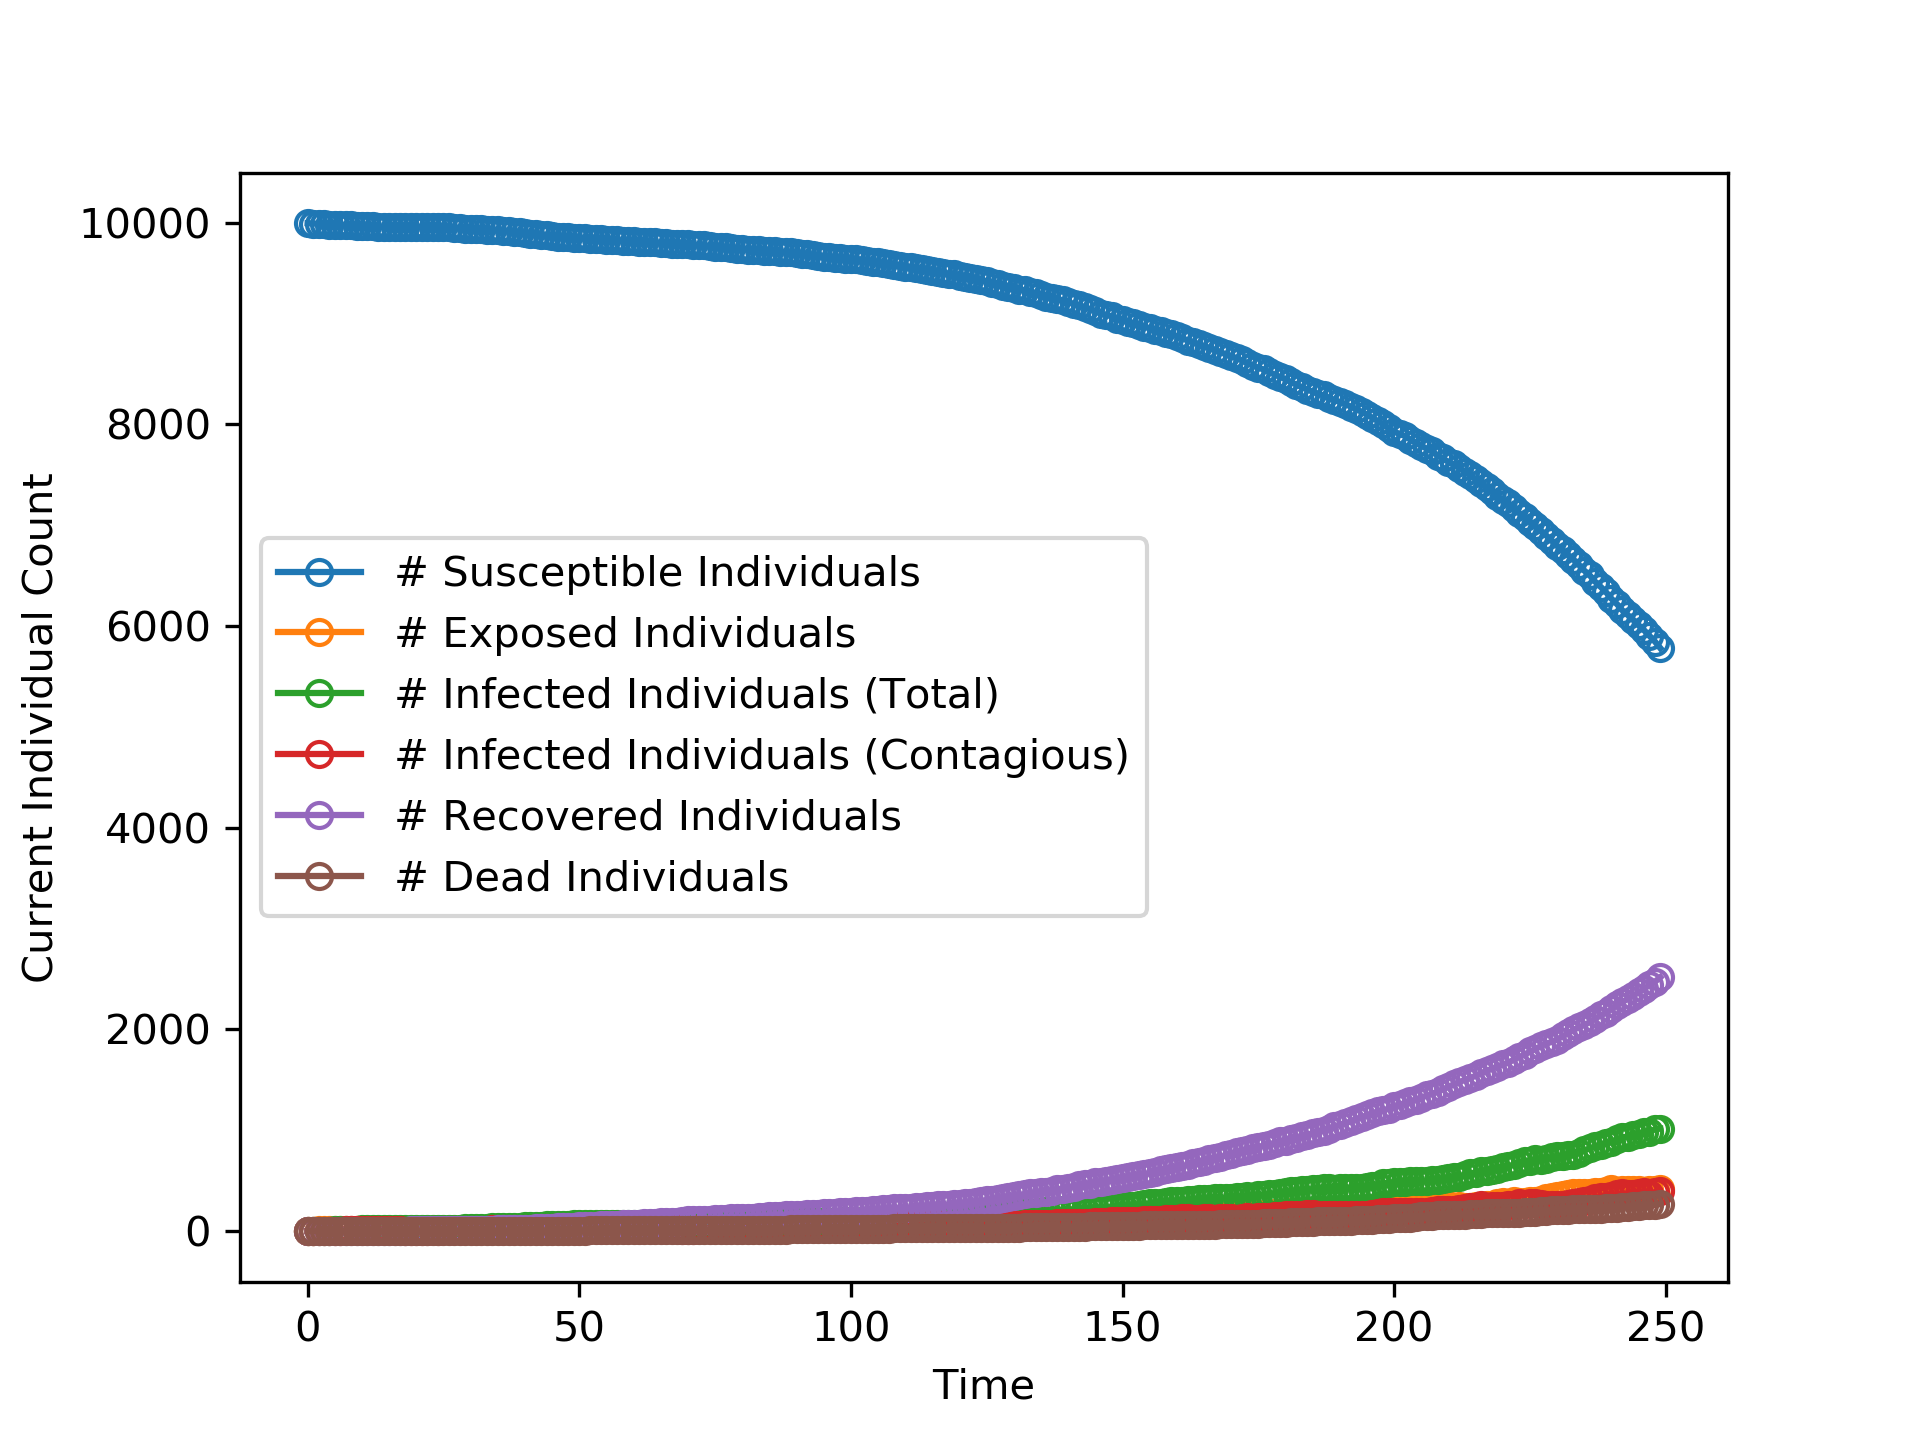 10000
8000
6000
4000
2000
0
Current Individual Count
# Susceptible Individuals
# Exposed Individuals
# Infected Individuals (Total)
# Infected Individuals (Contagious)
# Recovered Individuals
# Dead Individuals
0 50 100 150 200 250
Time